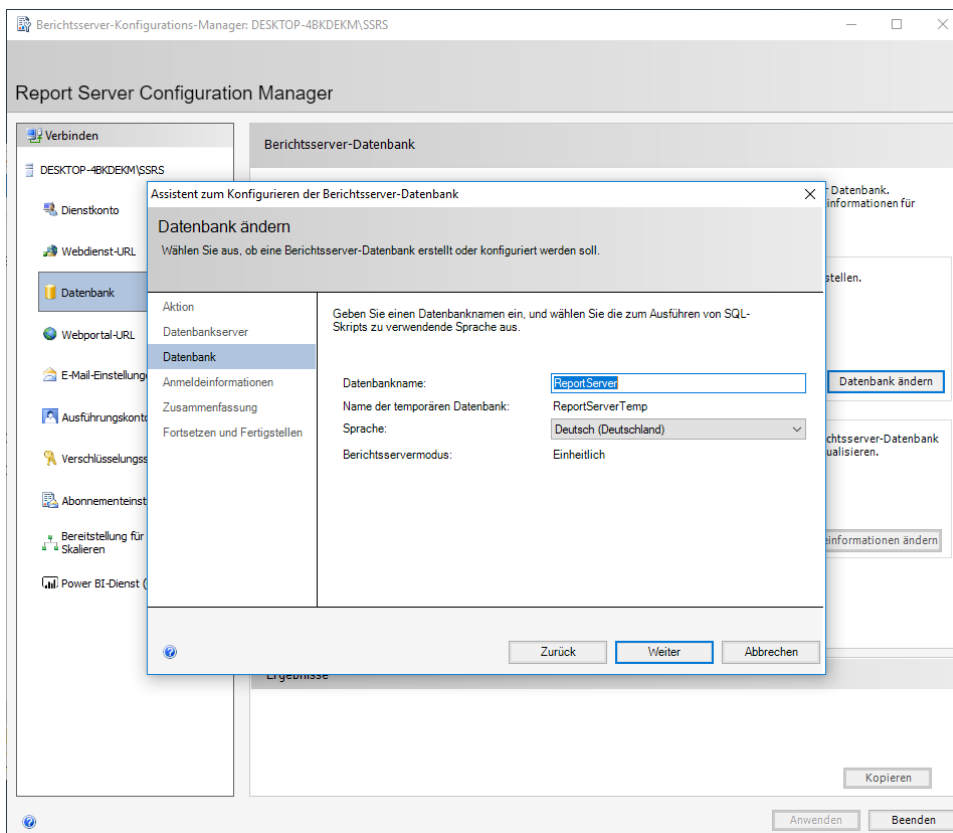 Berichtsserver-Konfigurations-Manager: DESKTOP-4BKDEKM\SSRS
Report Server Configuration Manager
Verbinden
DESKTOP-4BKDEKM\SSRS
Dienstkonto
Webdienst-URL
Datenbank
Webportal-URL
E-Mail-Einstellung
Ausführungskonto
Verschlüsselungss
Abonnementeinst
Bereitstellung für
Skalieren
Power BI-Dienst (
Berichtsserver-Datenbank
Datenbank.
informationen für
stellen.
Datenbank ändern
chtsserver-Datenbank
ualisieren.
einformationen ändern
Assistent zum Konfigurieren der Berichtsserver-Datenbank
Datenbank ändern
Wählen Sie aus, ob eine Berichtsserver-Datenbank erstellt oder konfiguriert werden soll.
Aktion
Datenbankserver
Datenbank
Anmeldeinformationen
Zusammenfassung
Fortsetzen und Fertigstellen
Geben Sie einen Datenbanknamen ein, und wählen Sie die zum Ausführen von SQL-
Skripts zu verwendende Sprache aus.
Datenbankname: ReportServer
Name der temporären Datenbank: ReportServerTemp
Sprache: Deutsch (Deutschland)
Berichtsservermodus: Einheitlich
Zurück Weiter Abbrechen
Ergebnisse
Kopieren
Anwenden Beenden